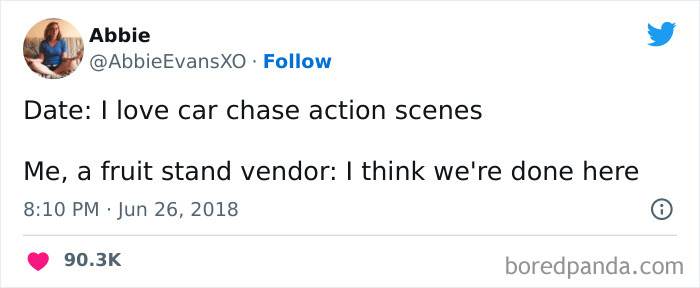 Abbie
@AbbieEvansXO · Follow
Date: I love car chase action scenes
Me, a fruit stand vendor: I think we're done here
8:10 PM · Jun 26, 2018
90.3K
boredpanda.com